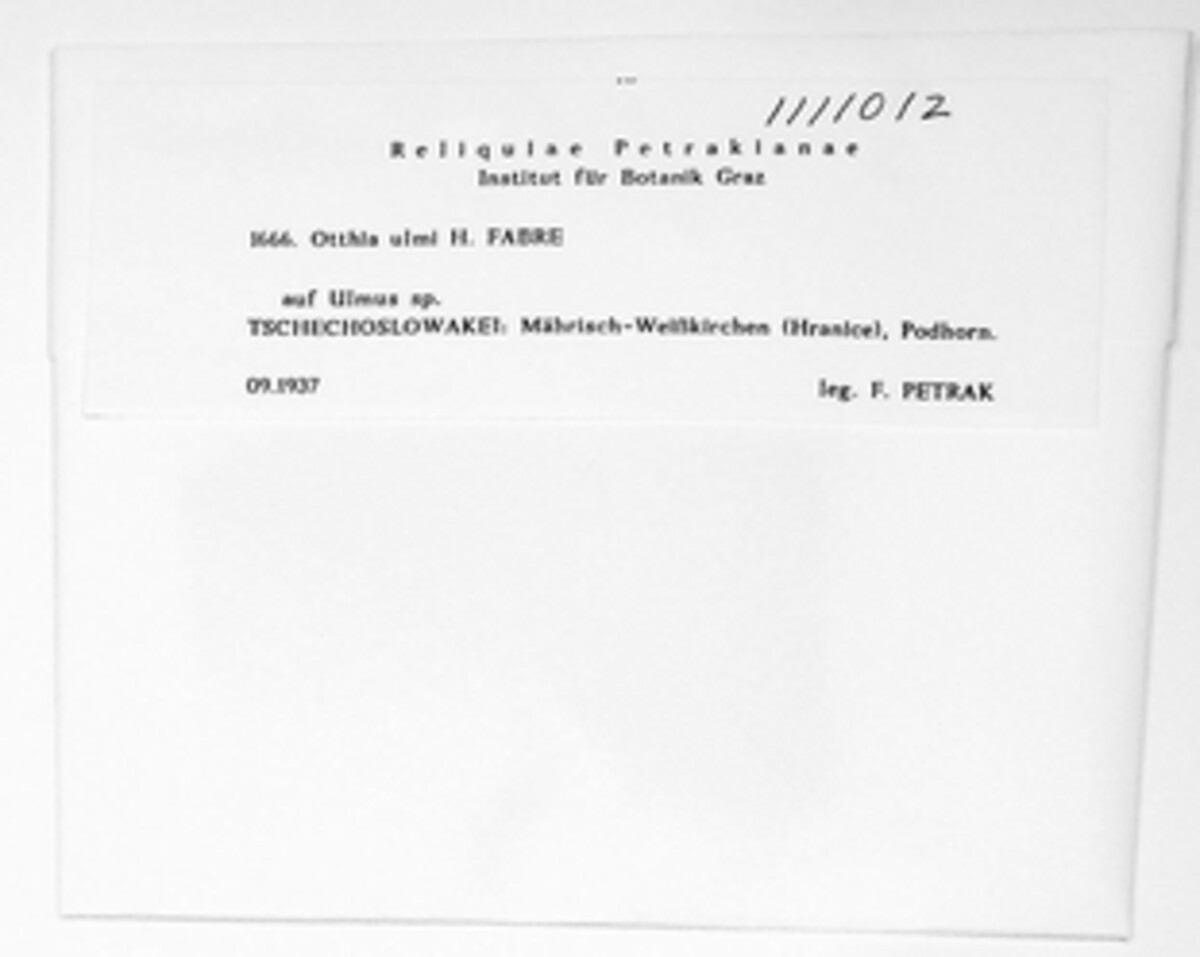 1111012
Reliquiae Petrakianae
Institut für Botanik Graz
1666. Otthia ulmi H. FABRE
auf Ulmus sp.
TSCHECHOSLOWAKEI: Mährisch-Weißkirchen (Hranice), Podhorn.
09.1937 leg. F. PETRAK